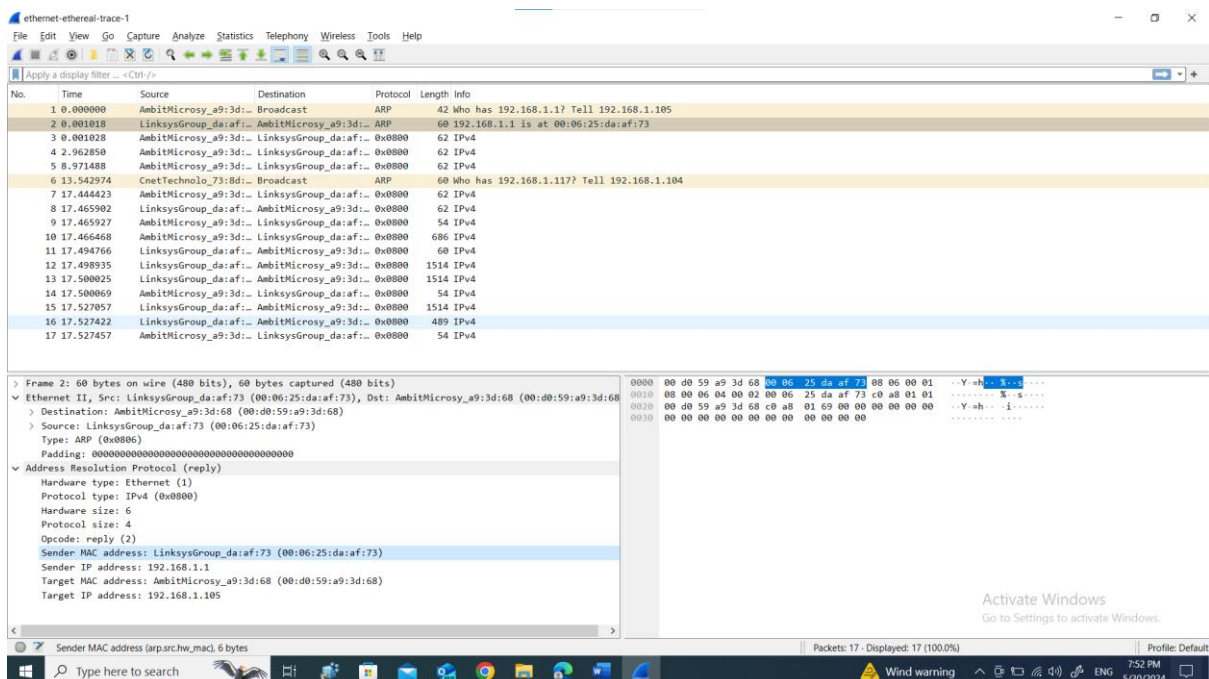 ethernet-ethereal-trace-1
File Edit View Go Capture Analyze Statistics Telephony Wireless Tools Help
Apply a display filter ... <Ctrl-/>
No. Time Source Destination Protocol Length Info
1 0.000000 AmbitMicrosy_a9:3d:… Broadcast ARP 42 Who has 192.168.1.1? Tell 192.168.1.105
2 0.001018 LinksysGroup_da:af:… AmbitMicrosy_a9:3d:… ARP 60 192.168.1.1 is at 00:06:25:da:af:73
3 0.001028 AmbitMicrosy_a9:3d:… LinksysGroup_da:af:… 0x0800 62 IPv4
4 2.962850 AmbitMicrosy_a9:3d:… LinksysGroup_da:af:… 0x0800 62 IPv4
5 8.971488 AmbitMicrosy_a9:3d:… LinksysGroup_da:af:… 0x0800 62 IPv4
6 13.542974 CnetTechnolo_73:8d:… Broadcast ARP 60 Who has 192.168.1.117? Tell 192.168.1.104
7 17.444423 AmbitMicrosy_a9:3d:… LinksysGroup_da:af:… 0x0800 62 IPv4
8 17.465902 LinksysGroup_da:af:… AmbitMicrosy_a9:3d:… 0x0800 62 IPv4
9 17.465927 AmbitMicrosy_a9:3d:… LinksysGroup_da:af:… 0x0800 54 IPv4
10 17.466468 AmbitMicrosy_a9:3d:… LinksysGroup_da:af:… 0x0800 686 IPv4
11 17.494766 LinksysGroup_da:af:… AmbitMicrosy_a9:3d:… 0x0800 60 IPv4
12 17.498935 LinksysGroup_da:af:… AmbitMicrosy_a9:3d:… 0x0800 1514 IPv4
13 17.500025 LinksysGroup_da:af:… AmbitMicrosy_a9:3d:… 0x0800 1514 IPv4
14 17.500069 AmbitMicrosy_a9:3d:… LinksysGroup_da:af:… 0x0800 54 IPv4
15 17.527057 LinksysGroup_da:af:… AmbitMicrosy_a9:3d:… 0x0800 1514 IPv4
16 17.527422 LinksysGroup_da:af:… AmbitMicrosy_a9:3d:… 0x0800 489 IPv4
17 17.527457 AmbitMicrosy_a9:3d:… LinksysGroup_da:af:… 0x0800 54 IPv4
Frame 2: 60 bytes on wire (480 bits), 60 bytes captured (480 bits)
Ethernet II, Src: LinksysGroup_da:af:73 (00:06:25:da:af:73), Dst: AmbitMicrosy_a9:3d:68 (00:d0:59:a9:3d:68
Destination: AmbitMicrosy_a9:3d:68 (00:d0:59:a9:3d:68)
Source: LinksysGroup_da:af:73 (00:06:25:da:af:73)
Type: ARP (0x0806)
Padding: 000000000000000000000000000000000000
Address Resolution Protocol (reply)
Hardware type: Ethernet (1)
Protocol type: IPv4 (0x0800)
Hardware size: 6
Protocol size: 4
Opcode: reply (2)
Sender MAC address: LinksysGroup_da:af:73 (00:06:25:da:af:73)
Sender IP address: 192.168.1.1
Target MAC address: AmbitMicrosy_a9:3d:68 (00:d0:59:a9:3d:68)
Target IP address: 192.168.1.105
0000 00 d0 59 a9 3d 68 00 06 25 da af 73 08 06 00 01 ··Y·=h·· %··s····
0010 08 00 06 04 00 02 00 06 25 da af 73 c0 a8 01 01 ········ %··s····
0020 00 d0 59 a9 3d 68 c0 a8 01 69 00 00 00 00 00 00 ··Y·=h·· ·i······
0030 00 00 00 00 00 00 00 00 00 00 00 00 ········ ····
Activate Windows
Go to Settings to activate Windows.
Sender MAC address (arp.src.hw_mac), 6 bytes Packets: 17 · Displayed: 17 (100.0%) Profile: Default
Type here to search Wind warning ENG 7:52 PM
5/20/2024